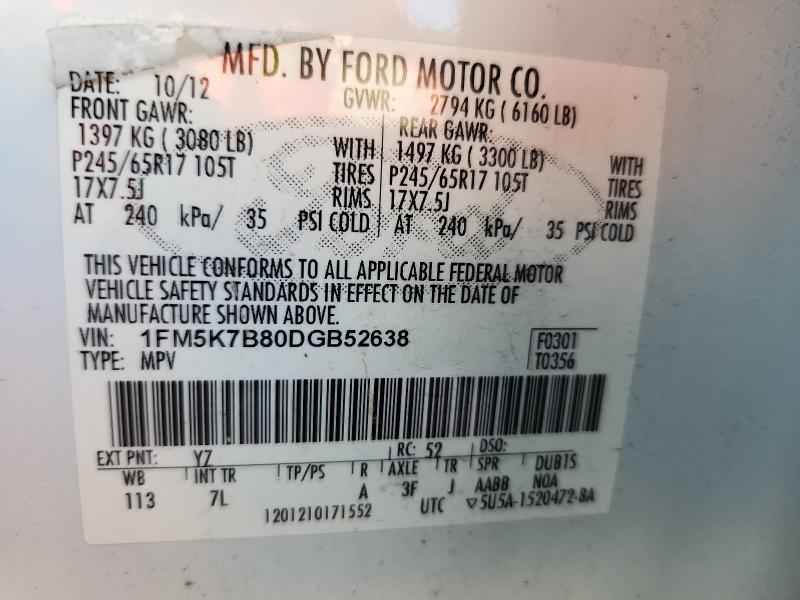 MFD. BY FORD MOTOR CO.
DATE: 10/12 GVWR: 2794 KG ( 6160 LB)
FRONT GAWR: REAR GAWR:
1397 KG ( 3080 LB) WITH 1497 KG ( 3300 LB) WITH
P245/65R17 105T TIRES P245/65R17 105T TIRES
17X7.5J RIMS 17X7.5J RIMS
AT 240 kPa/ 35 PSI COLD AT 240 kPa/ 35 PSI COLD
THIS VEHICLE CONFORMS TO ALL APPLICABLE FEDERAL MOTOR
VEHICLE SAFETY STANDARDS IN EFFECT ON THE DATE OF
MANUFACTURE SHOWN ABOVE.
VIN: 1FM5K7B80DGB52638 F0301
TYPE: MPV T0356
EXT PNT: YZ RC: 52 DSO:
WB INT TR TP/PS R AXLE TR SPR DUBTS
113 7L A 3F J AABB NOA
1201210171552 UTC ▽5U5A-1520472-BA